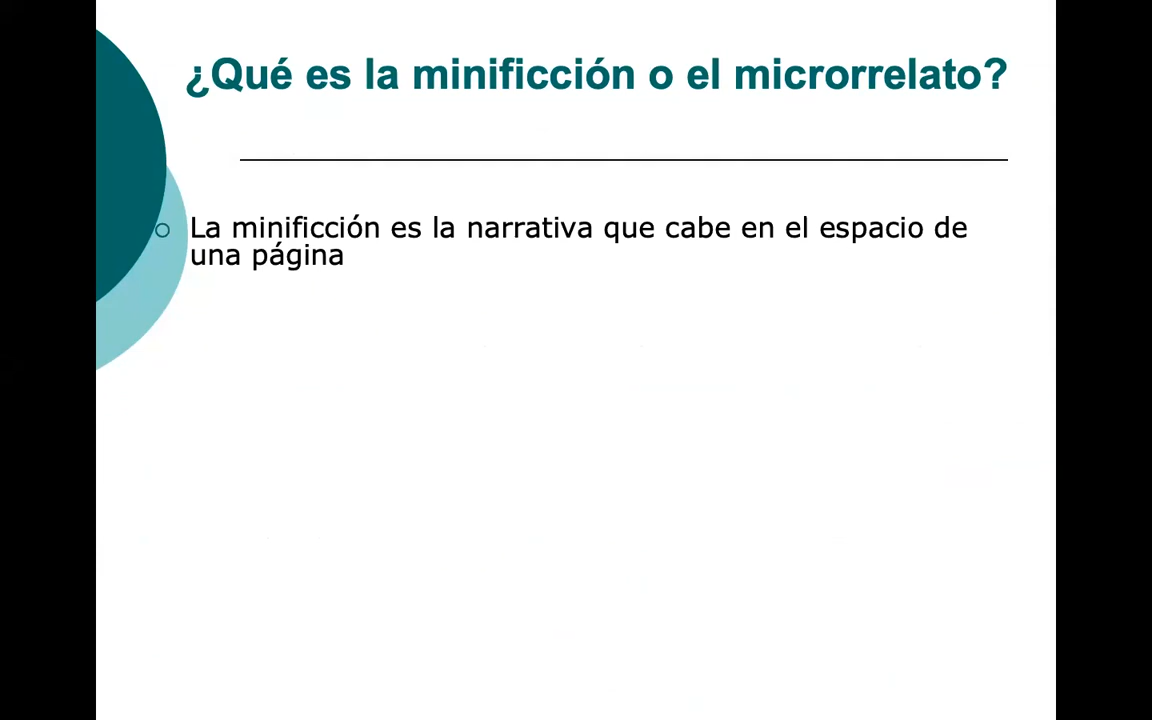 ¿Qué es la minificción o el microrrelato?
La minificción es la narrativa que cabe en el espacio de
una página